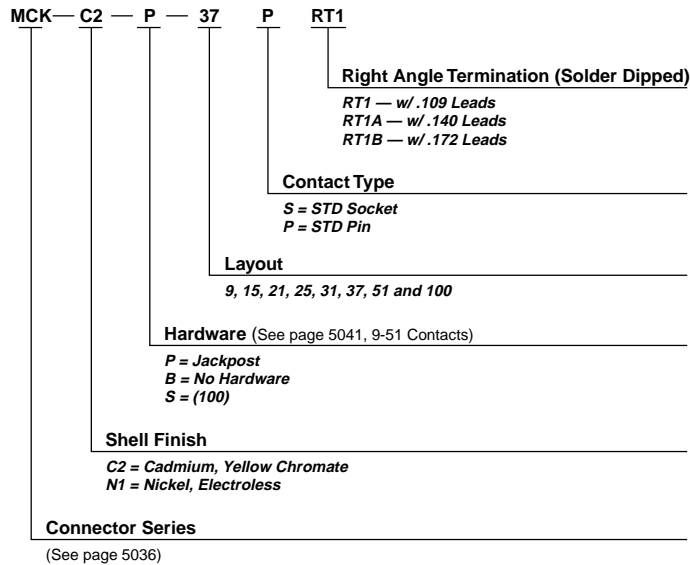 MCK— C2 — P — 37 P RT1
Right Angle Termination (Solder Dipped)
RT1 — w/ .109 Leads
RT1A — w/ .140 Leads
RT1B — w/ .172 Leads
Contact Type
S = STD Socket
P = STD Pin
Layout
9, 15, 21, 25, 31, 37, 51 and 100
Hardware (See page 5041, 9-51 Contacts)
P = Jackpost
B = No Hardware
S = (100)
Shell Finish
C2 = Cadmium, Yellow Chromate
N1 = Nickel, Electroless
Connector Series
(See page 5036)